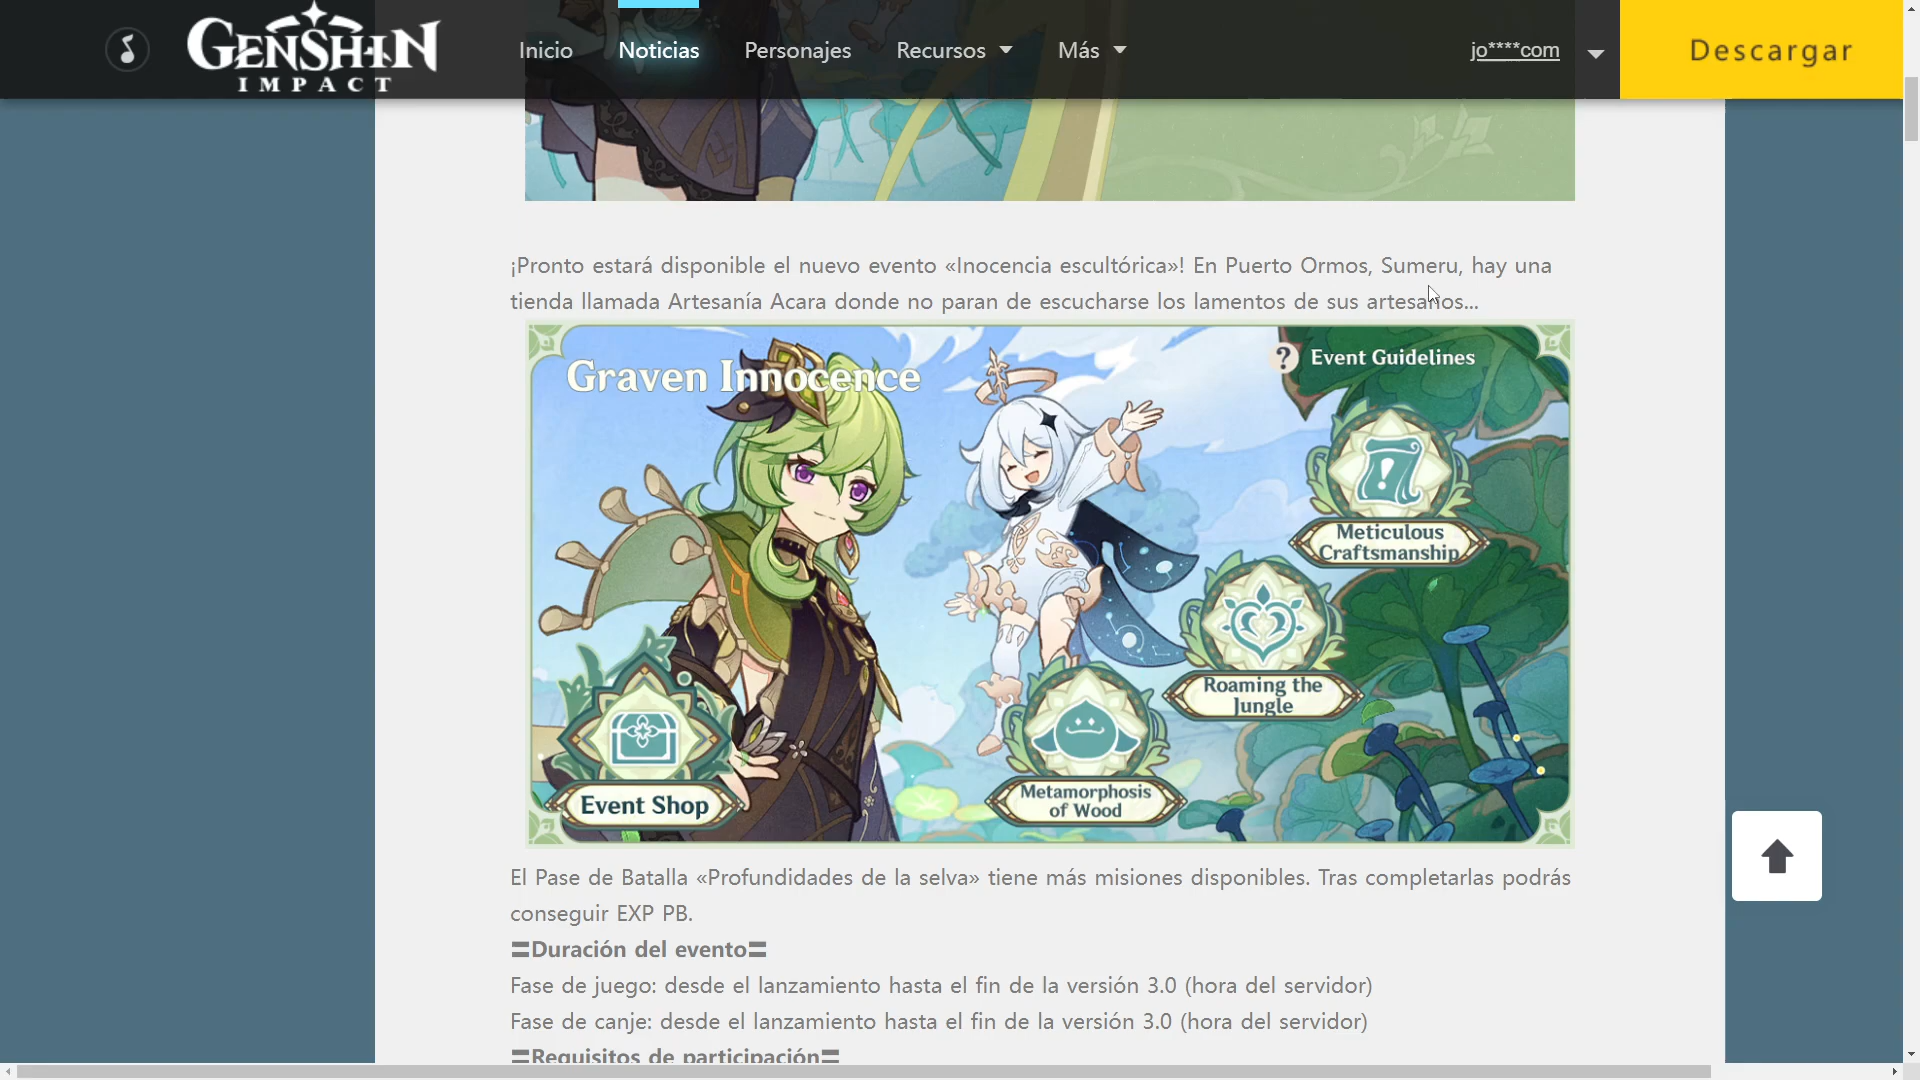 GENSHIN
IMPACT
Inicio
Noticias
Personajes
Recursos
Más
jo****com
Descargar
¡Pronto estará disponible el nuevo evento «Inocencia escultórica»! En Puerto Ormos, Sumeru, hay una
tienda llamada Artesanía Acara donde no paran de escucharse los lamentos de sus artesanos...
Graven Innocence
? Event Guidelines
Meticulous
Craftsmanship
Roaming the
Jungle
Metamorphosis
of Wood
Event Shop
El Pase de Batalla «Profundidades de la selva» tiene más misiones disponibles. Tras completarlas podrás
conseguir EXP PB.
〓Duración del evento〓
Fase de juego: desde el lanzamiento hasta el fin de la versión 3.0 (hora del servidor)
Fase de canje: desde el lanzamiento hasta el fin de la versión 3.0 (hora del servidor)
〓Requisitos de participación〓